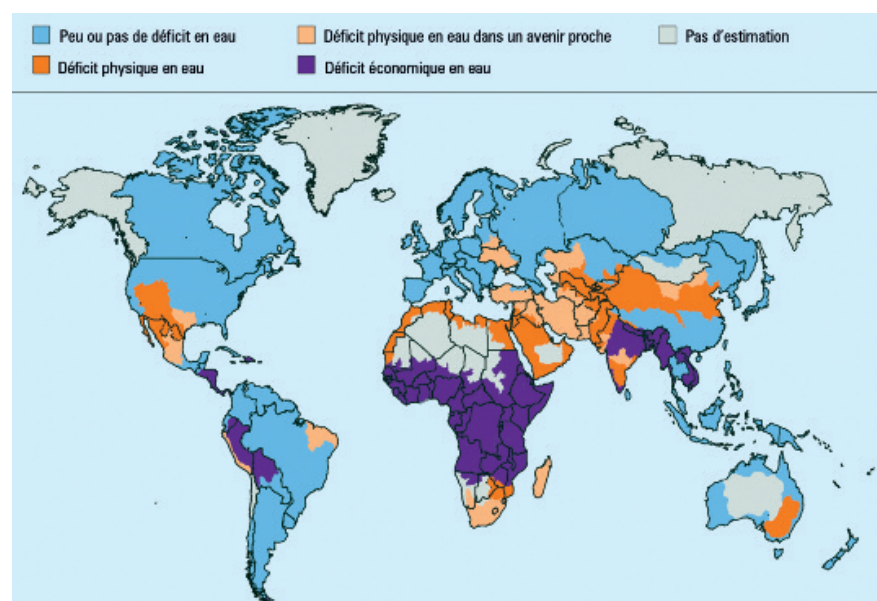 Peu ou pas de déficit en eau
Déficit physique en eau dans un avenir proche
Pas d'estimation
Déficit physique en eau
Déficit économique en eau